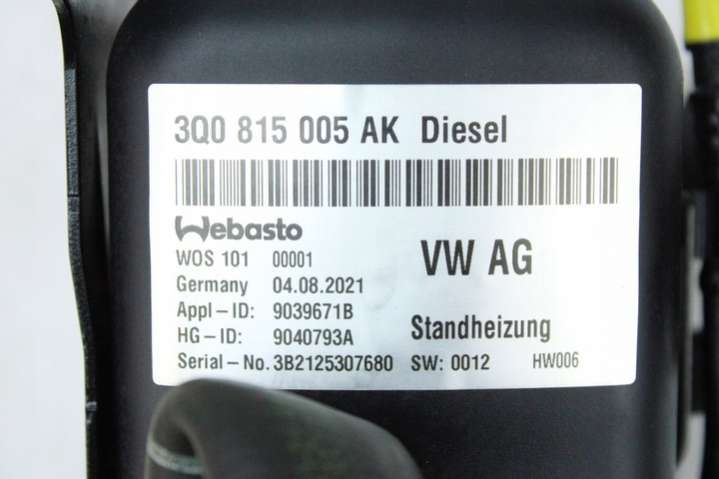 3Q0 815 005 AK Diesel
Webasto
VW AG
WOS 101 00001
Germany 04.08.2021
Appl-ID: 9039671B
HG-ID: 9040793A
Standheizung
Serial-No. 3B2125307680 SW: 0012 HW006